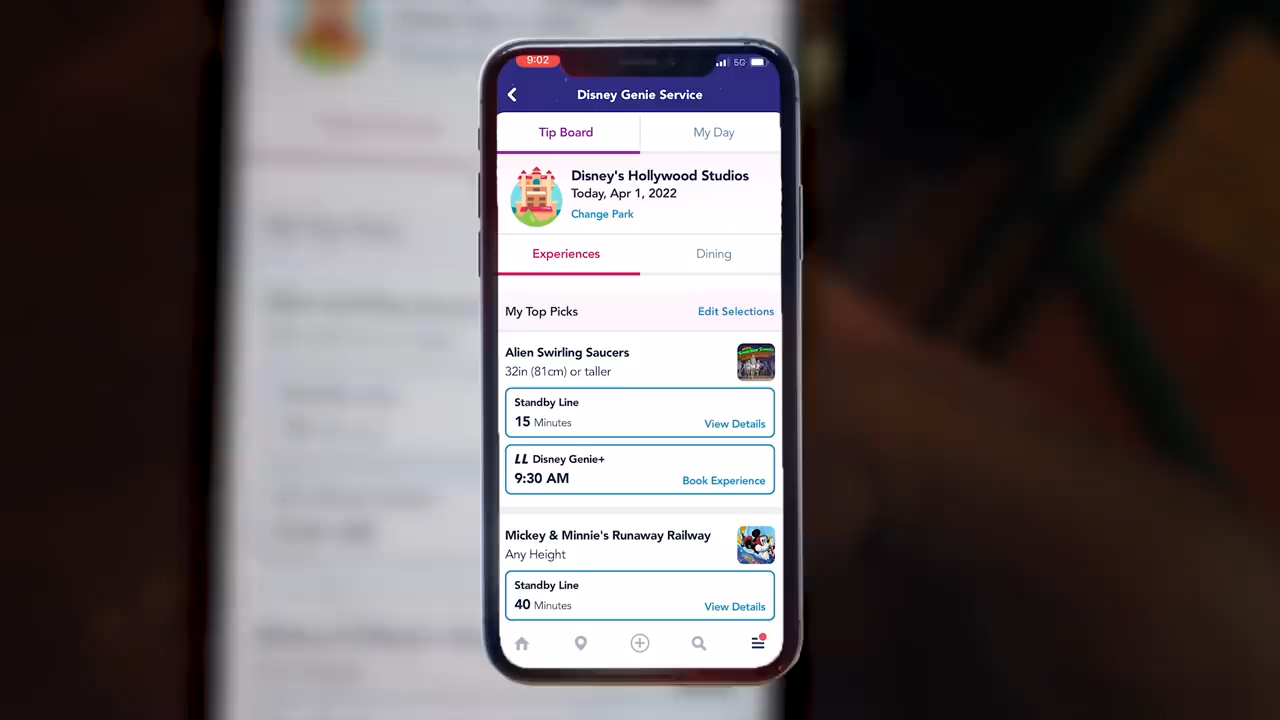 9:02
5G
Disney Genie Service
Tip Board
My Day
Disney's Hollywood Studios
Today, Apr 1, 2022
Change Park
Experiences
Dining
My Top Picks
Edit Selections
Alien Swirling Saucers
32in (81cm) or taller
Standby Line
15 Minutes
View Details
LL Disney Genie+
9:30 AM
Book Experience
Mickey & Minnie's Runaway Railway
Any Height
Standby Line
40 Minutes
View Details